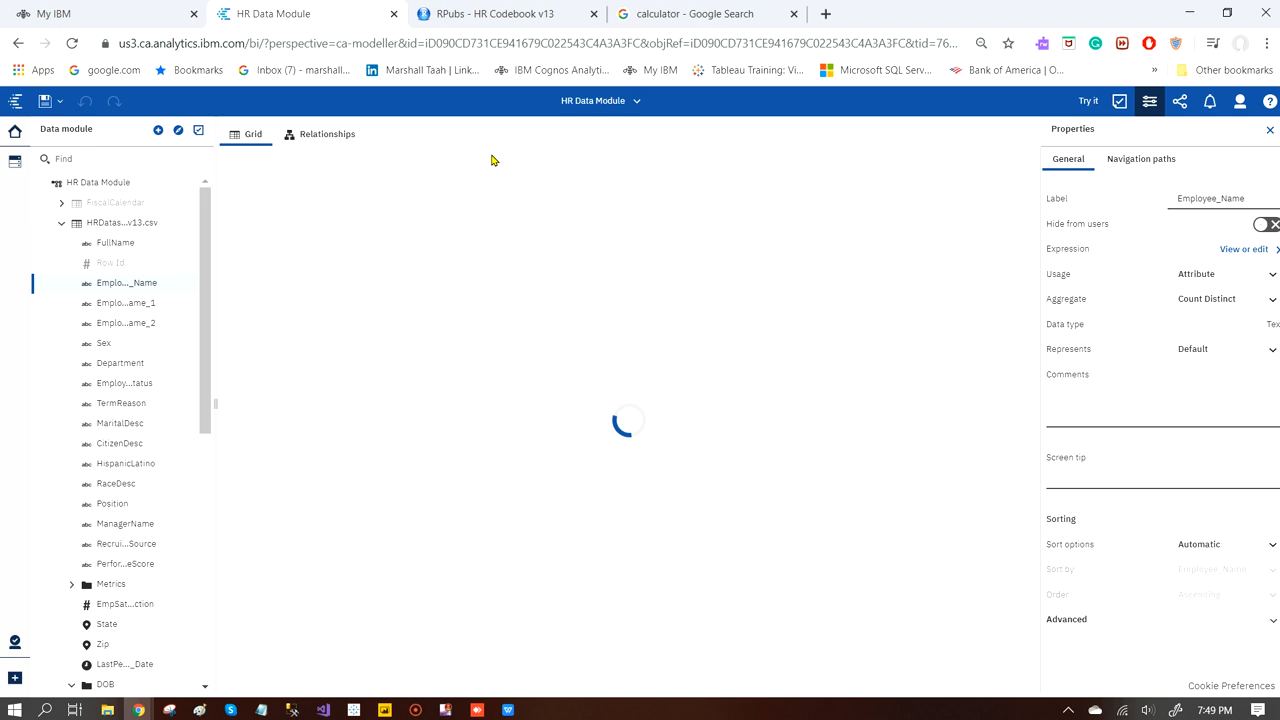 My IBM
HR Data Module
RPubs - HR Codebook v13
calculator - Google Search
us3.ca.analytics.ibm.com/bi/?perspective=ca-modeller&id=iD090CD731CE941679C022543C4A3A3FC&objRef=iD090CD731CE941679C022543C4A3A3FC&tid=76...
Apps
google.com
Bookmarks
Inbox (7) - marshall...
Marshall Taah | Link...
IBM Cognos Analyti...
My IBM
Tableau Training: Vi...
Microsoft SQL Serv...
Bank of America | O...
»
Other bookmarks
HR Data Module
Try it
Data module
Grid
Relationships
Properties
Find
General
Navigation paths
HR Data Module
FiscalCalendar
HRDatas...v13.csv
FullName
Row Id
Emplo..._Name
Emplo...ame_1
Emplo...ame_2
Sex
Department
Employ...tatus
TermReason
MaritalDesc
CitizenDesc
HispanicLatino
RaceDesc
Position
ManagerName
Recrui...Source
Perfor...eScore
Metrics
EmpSat...ction
State
Zip
LastPe..._Date
DOB
Label
Employee_Name
Hide from users
Expression
View or edit
Usage
Attribute
Aggregate
Count Distinct
Data type
Tex
Represents
Default
Comments
Screen tip
Sorting
Sort options
Automatic
Sort by
Employee_Name
Order
Ascending
Advanced
Cookie Preferences
7:49 PM